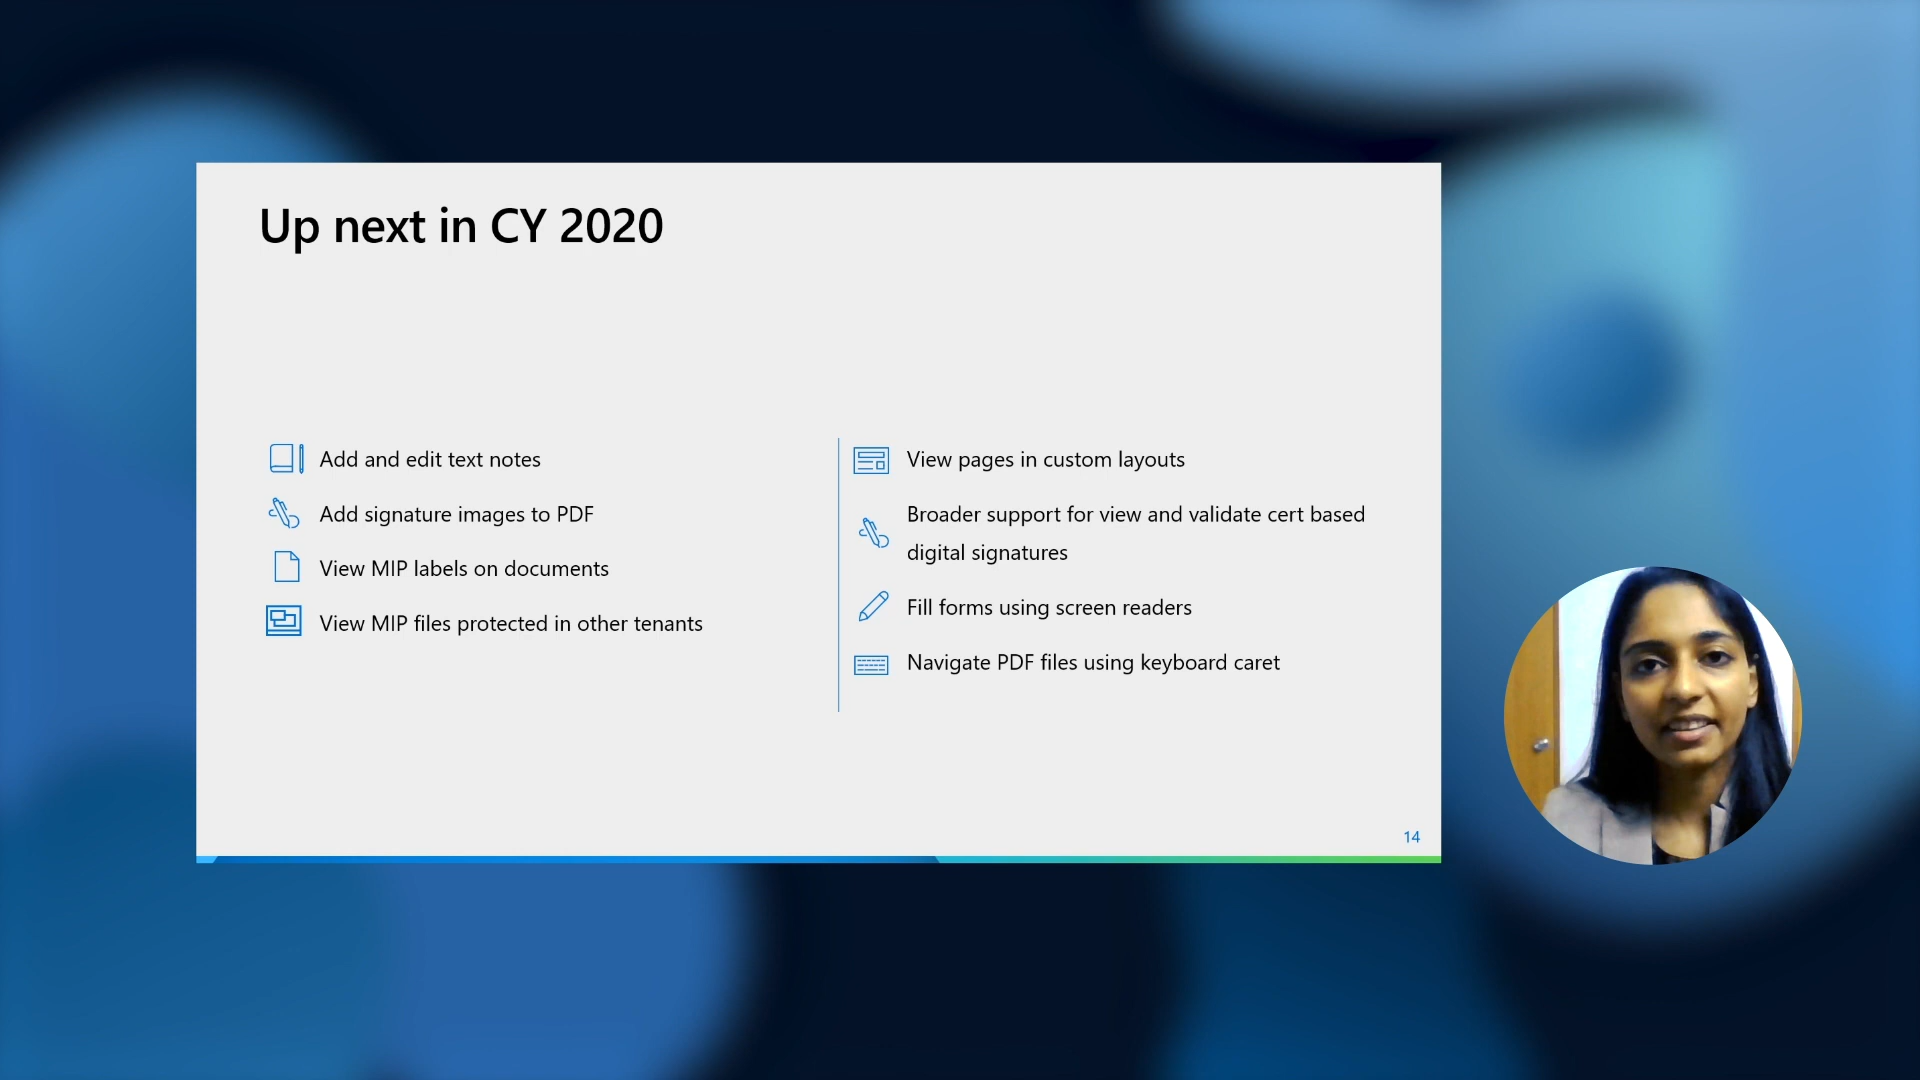 Up next in CY 2020
Add and edit text notes
Add signature images to PDF
View MIP labels on documents
View MIP files protected in other tenants
View pages in custom layouts
Broader support for view and validate cert based
digital signatures
Fill forms using screen readers
Navigate PDF files using keyboard caret
14